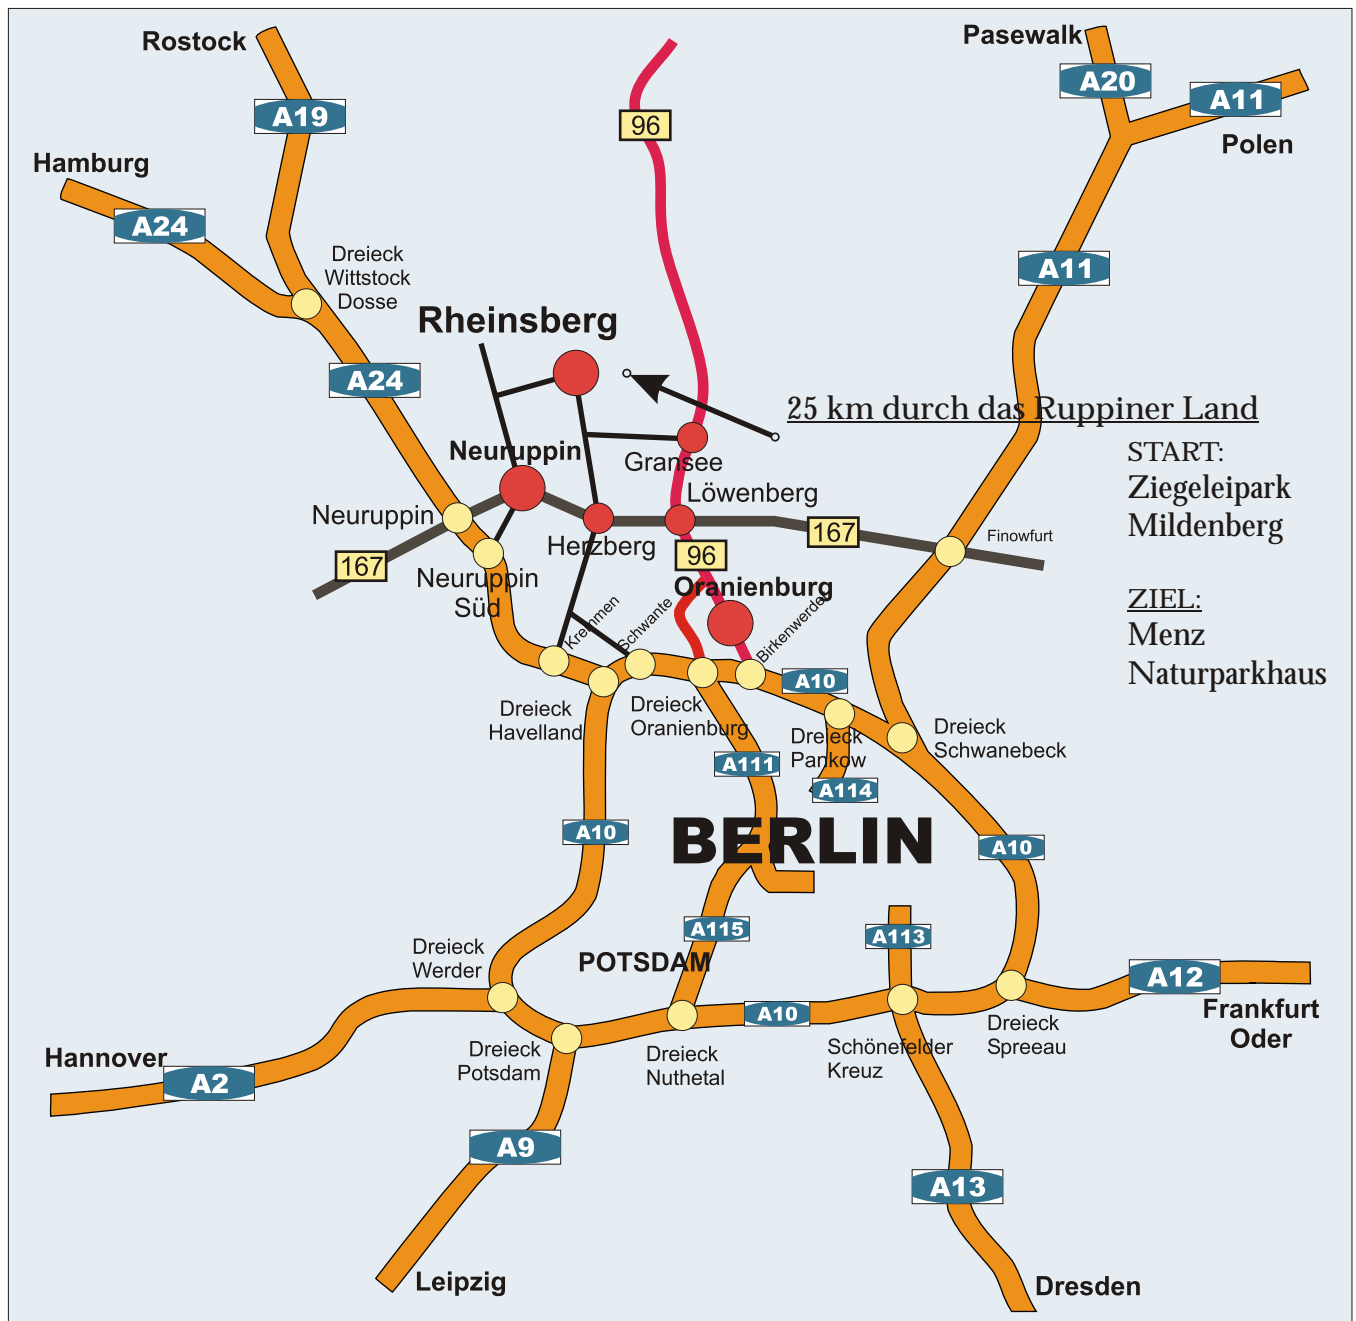 Rostock
Pasewalk
A20
A11
A19
96
Polen
Hamburg
A24
Dreieck
Wittstock
Dosse
A11
Rheinsberg
A24
25 km durch das Ruppiner Land
START:
Ziegeleipark
Mildenberg
ZIEL:
Menz
Naturparkhaus
Neuruppin
Gransee
Löwenberg
Neuruppin
167
Finowfurt
Herzberg
96
167
Neuruppin
Süd
Oranienburg
Kremmen
Schwante
Birkenwerder
A10
Dreieck
Havelland
Dreieck
Oranienburg
Dreieck
Pankow
Dreieck
Schwanebeck
A111
A114
BERLIN
A10
A10
A115
A113
Dreieck
Werder
POTSDAM
A12
Frankfurt
Oder
A10
Dreieck
Potsdam
Dreieck
Nuthetal
Schönefelder
Kreuz
Dreieck
Spreeau
Hannover
A2
A9
A13
Leipzig
Dresden